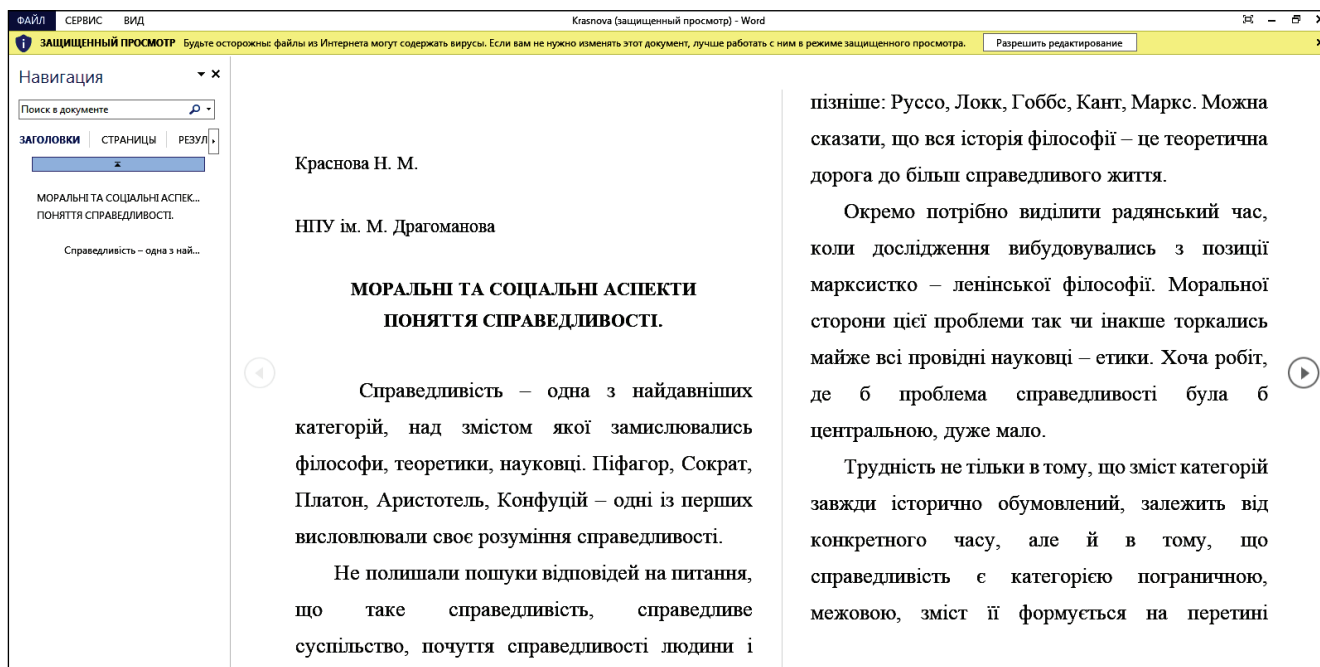 ФАЙЛ СЕРВИС ВИД
Krasnova (защищенный просмотр) - Word
ЗАЩИЩЕННЫЙ ПРОСМОТР Будьте осторожны: файлы из Интернета могут содержать вирусы. Если вам не нужно изменять этот документ, лучше работать с ним в режиме защищенного просмотра. Разрешить редактирование
Навигация
Поиск в документе
ЗАГОЛОВКИ СТРАНИЦЫ РЕЗУЛ
МОРАЛЬНІ ТА СОЦІАЛЬНІ АСПЕК...
ПОНЯТТЯ СПРАВЕДЛИВОСТІ.
Справедливість – одна з най...
Краснова Н. М.
НПУ ім. М. Драгоманова
МОРАЛЬНІ ТА СОЦІАЛЬНІ АСПЕКТИ
ПОНЯТТЯ СПРАВЕДЛИВОСТІ.
Справедливість – одна з найдавніших
категорій, над змістом якої замислювались
філософи, теоретики, науковці. Піфагор, Сократ,
Платон, Аристотель, Конфуцій – одні із перших
висловлювали своє розуміння справедливості.
Не полишали пошуки відповідей на питання,
що таке справедливість, справедливе
суспільство, почуття справедливості людини і
пізніше: Руссо, Локк, Гоббс, Кант, Маркс. Можна
сказати, що вся історія філософії – це теоретична
дорога до більш справедливого життя.
Окремо потрібно виділити радянський час,
коли дослідження вибудовувались з позиції
марксистко – ленінської філософії. Моральної
сторони цієї проблеми так чи інакше торкались
майже всі провідні науковці – етики. Хоча робіт,
де б проблема справедливості була б
центральною, дуже мало.
Трудність не тільки в тому, що зміст категорій
завжди історично обумовлений, залежить від
конкретного часу, але й в тому, що
справедливість є категорією пограничною,
межовою, зміст її формується на перетині